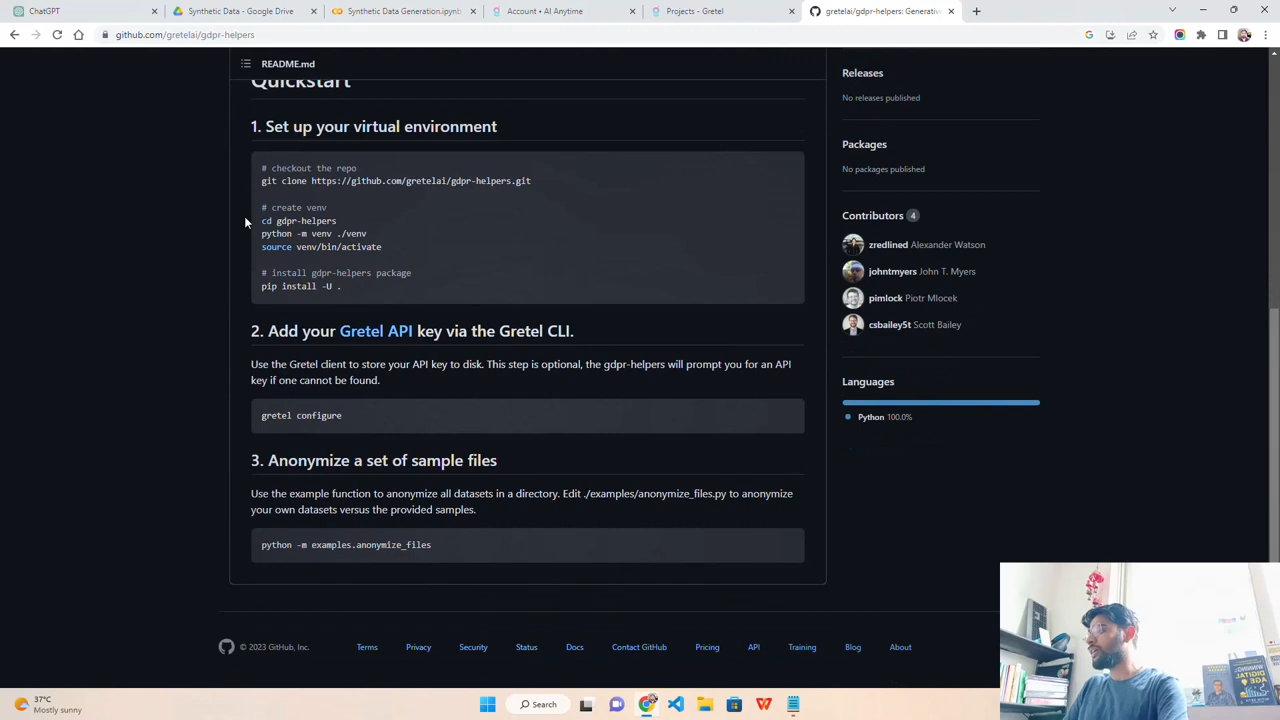 ChatGPT
Synthetic Data - Google Drive
Synthetic Data Generation.ipynb
Account • AI Anytime
Projects - Gretel
gretelai/gdpr-helpers: Generative
github.com/gretelai/gdpr-helpers
README.md
Quickstart
1. Set up your virtual environment
# checkout the repo
git clone https://github.com/gretelai/gdpr-helpers.git
# create venv
cd gdpr-helpers
python -m venv ./venv
source venv/bin/activate
# install gdpr-helpers package
pip install -U .
2. Add your Gretel API key via the Gretel CLI.
Use the Gretel client to store your API key to disk. This step is optional, the gdpr-helpers will prompt you for an API
key if one cannot be found.
gretel configure
3. Anonymize a set of sample files
Use the example function to anonymize all datasets in a directory. Edit ./examples/anonymize_files.py to anonymize
your own datasets versus the provided samples.
python -m examples.anonymize_files
Releases
No releases published
Packages
No packages published
Contributors 4
zredlined Alexander Watson
johntmyers John T. Myers
pimlock Piotr Mlocek
csbailey5t Scott Bailey
Languages
Python 100.0%
© 2023 GitHub, Inc.
Terms
Privacy
Security
Status
Docs
Contact GitHub
Pricing
API
Training
Blog
About
37°C
Mostly sunny
Search
WINNING
DIGITAL
AGE